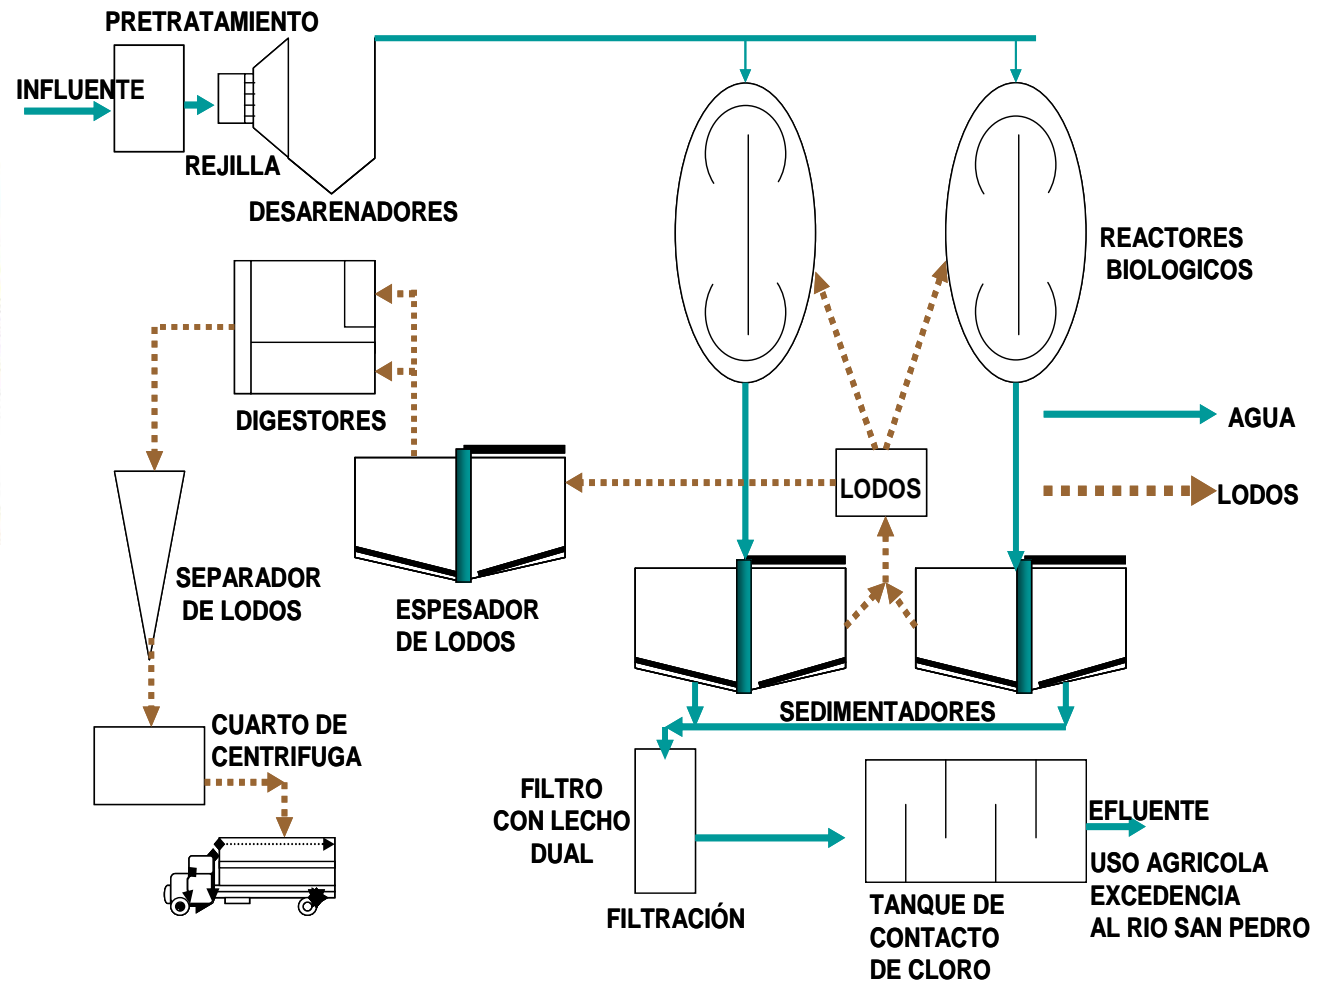 PRETRATAMIENTO
INFLUENTE
REJILLA
DESARENADORES
REACTORES
BIOLOGICOS
DIGESTORES
AGUA
LODOS
LODOS
SEPARADOR
DE LODOS
ESPESADOR
DE LODOS
SEDIMENTADORES
CUARTO DE
CENTRIFUGA
FILTRO
CON LECHO
DUAL
FILTRACIÓN
TANQUE DE
CONTACTO
DE CLORO
EFLUENTE
USO AGRICOLA
EXCEDENCIA
AL RIO SAN PEDRO